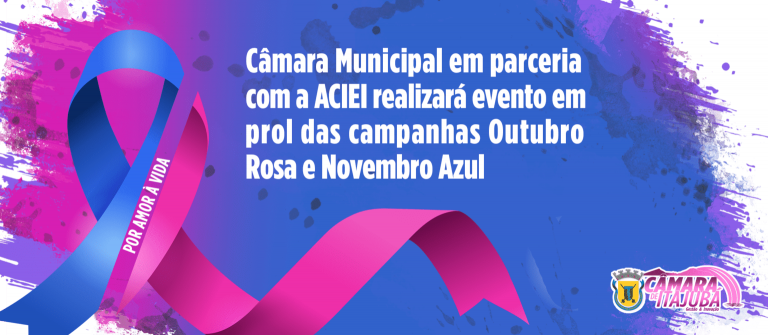 Câmara Municipal em parceria
com a ACIEI realizará evento em
prol das campanhas Outubro
Rosa e Novembro Azul
POR AMOR À VIDA
CÂMARA
DE ITAJUBÁ